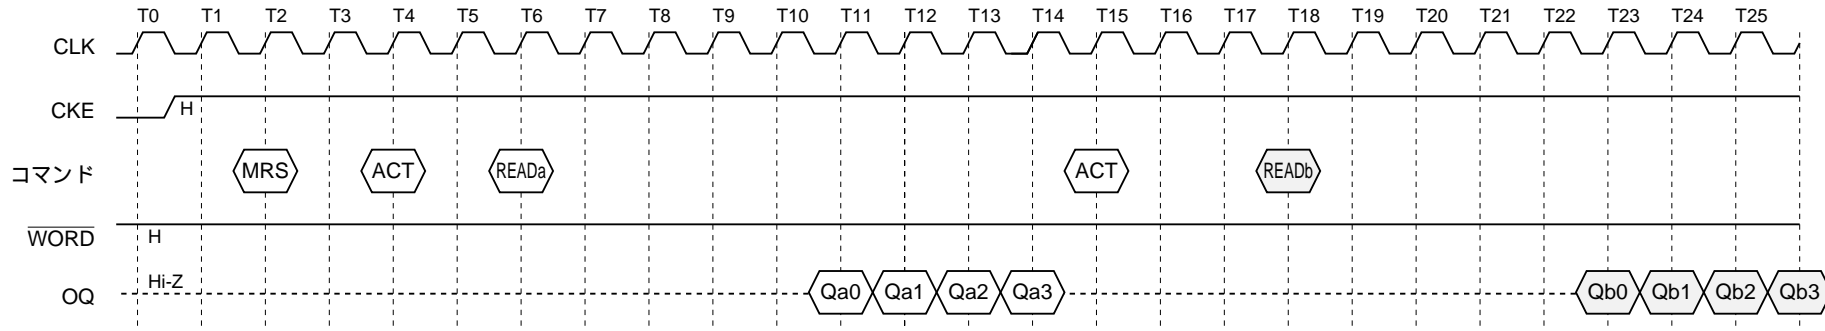 T0 T1 T2 T3 T4 T5 T6 T7 T8 T9 T10 T11 T12 T13 T14 T15 T16 T17 T18 T19 T20 T21 T22 T23 T24 T25
CLK
CKE H
コマンド MRS ACT READa ACT READb
WORD H
OQ Hi-Z Qa0 Qa1 Qa2 Qa3 Qb0 Qb1 Qb2 Qb3